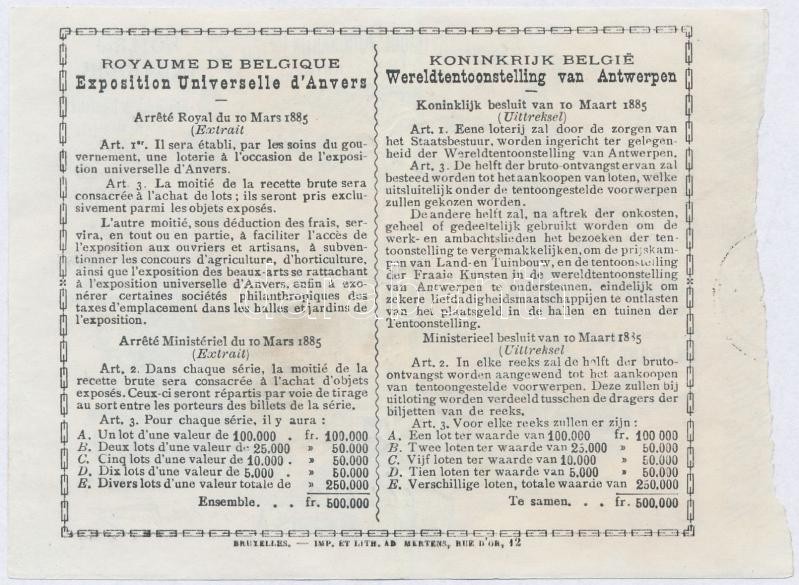 ROYAUME DE BELGIQUE
Exposition Universelle d'Anvers
Arrêté Royal du 10 Mars 1885
(Extrait)
Art. 1er. Il sera établi, par les soins du gou-
vernement, une loterie à l'occasion de l'exposi-
tion universelle d'Anvers.
Art. 3. La moitié de la recette brute sera
consacrée à l'achat de lots ; ils seront pris exclu-
sivement parmi les objets exposés.
L'autre moitié, sous déduction des frais, ser-
vira, en tout ou en partie, à faciliter l'accès de
l'exposition aux ouvriers et artisans, à subven-
tionner les concours d'agriculture, d'horticulture,
ainsi que l'exposition des beaux-arts se rattachant
à l'exposition universelle d'Anvers, enfin à exo-
nérer certaines sociétés philanthropiques des
taxes d'emplacement dans les halles et jardins de
l'exposition.
Arrêté Ministériel du 10 Mars 1885
(Extrait)
Art. 2. Dans chaque série, la moitié de la
recette brute sera consacrée à l'achat d'objets
exposés. Ceux-ci seront répartis par voie de tirage
au sort entre les porteurs des billets de la série.
Art. 3. Pour chaque série, il y aura :
A. Un lot d'une valeur de 100.000 . fr. 100,000
B. Deux lots d'une valeur de 25,000 » 50,000
C. Cinq lots d'une valeur de 10,000 . » 50,000
D. Dix lots d'une valeur de 5,000 . » 50,000
E. Divers lots d'une valeur totale de » 250,000
Ensemble. . . fr. 500,000
KONINKRIJK BELGIË
Wereldtentoonstelling van Antwerpen
Koninklijk besluit van 10 Maart 1885
(Uittreksel)
Art. 1. Eene loterij zal door de zorgen van
het Staatsbestuur, worden ingericht ter gelegen-
heid der Wereldtentoonstelling van Antwerpen.
Art. 3. De helft der bruto-ontvangst ervan zal
besteed worden tot het aankoopen van loten, welke
uitsluitelijk onder de tentoongestelde voorwerpen
zullen gekozen worden.
De andere helft zal, na aftrek der onkosten,
geheel of gedeeltelijk gebruikt worden om de
werk- en ambachtslieden het bezoeken der ten-
toonstelling te vergemakkelijken, om de prijskam-
pen van Land- en Tuinbouw, en de tentoonstelling
der Fraaie Kunsten in de wereldtentoonstelling
van Antwerpen te ondersteunen, eindelijk om
zekere liefdadigheidsmaatschappijen te ontlasten
van het plaatsgeld in de hallen en tuinen der
Tentoonstelling.
Ministerieel besluit van 10 Maart 1885
(Uittreksel
Art. 2. In elke reeks zal de helft der bruto-
ontvangst worden aangewend tot het aankoopen
van tentoongestelde voorwerpen. Deze zullen bij
uitloting worden verdeeld tusschen de dragers der
biljetten van de reeks.
Art. 3. Voor elke reeks zullen er zijn :
A. Een lot ter waarde van 100.000 . fr. 100 000
B. Twee loten ter waarde van 25,000 » 50,000
C. Vijf loten ter waarde van 10,000 » 50,000
D. Tien loten ter waarde van 5,000 » 50,000
E. Verschillige loten, totale waarde van 250,000
Te samen. . . fr. 500,000
BRUXELLES. — IMP. ET LITH. AD MERTENS, RUE D'OR, 12